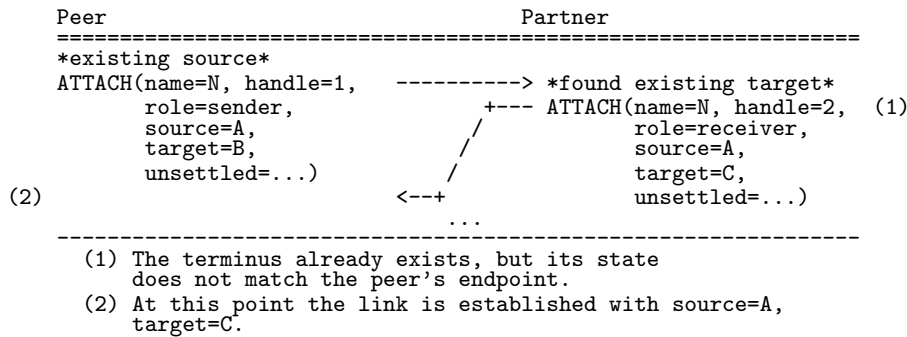 Peer                                        Partner
=================================================================
*existing source*
ATTACH(name=N, handle=1,   ----------> *found existing target*
role=sender,                       +--- ATTACH(name=N, handle=2,   (1)
source=A,                         /             role=receiver,
target=B,                        /              source=A,
unsettled=...)                  /               target=C,
(2)                             <--+               unsettled=...)
...
-----------------------------------------------------------------
(1) The terminus already exists, but its state
does not match the peer's endpoint.
(2) At this point the link is established with source=A,
target=C.